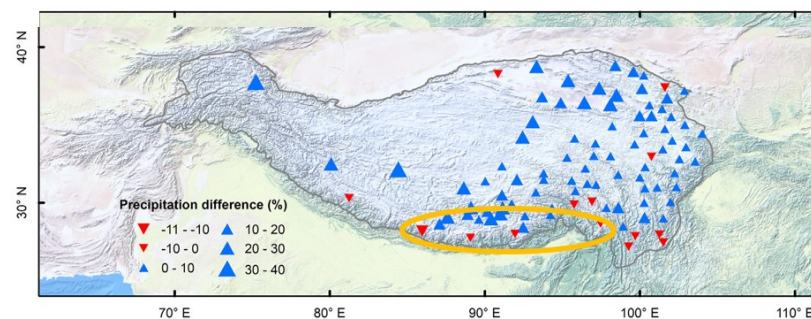 40° N
30° N
Precipitation difference (%)
-11 - -10
-10 - 0
0 - 10
10 - 20
20 - 30
30 - 40
70° E
80° E
90° E
100° E
110° E